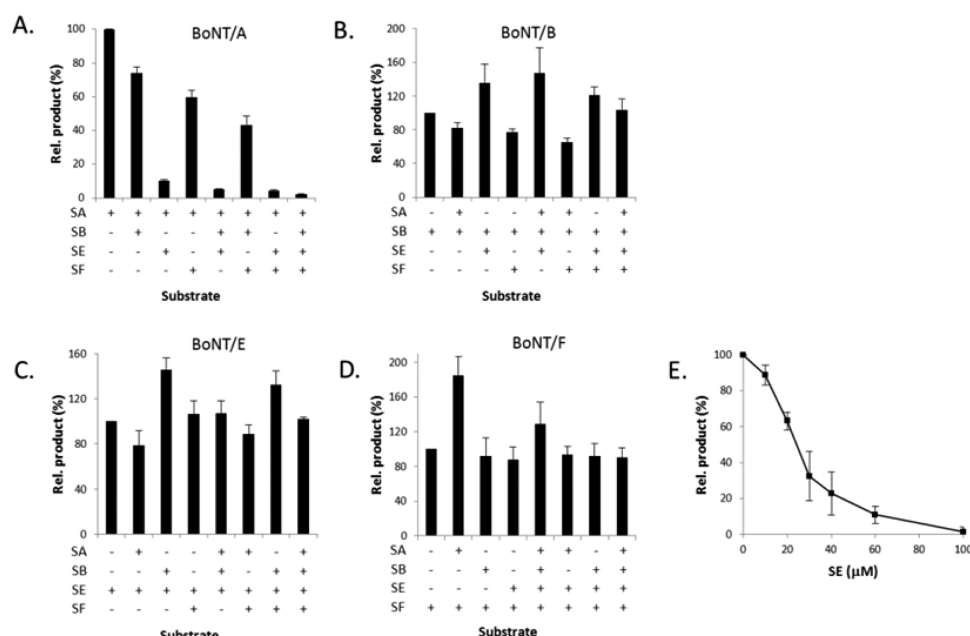 A.
BoNT/A
Rel. product (%)
100
80
60
40
20
0
SA + + + + + + + +
SB - + - - + + - +
SE - - + - + - + +
SF - - - + - + + +
Substrate
B.
BoNT/B
Rel. product (%)
200
160
120
80
40
0
SA - + - - + + - +
SB + + + + + + + +
SE - - + - + - + +
SF - - - + - + + +
Substrate
C.
BoNT/E
Rel. product (%)
160
120
80
40
0
SA - + - - + + - +
SB - - + - + - + +
SE + + + + + + + +
SF - - - + - + + +
Substrate
D.
BoNT/F
Rel. product (%)
200
160
120
80
40
0
SA - + - - + + - +
SB - - + - + - + +
SE - - - + - + + +
SF + + + + + + + +
Substrate
E.
Rel. product (%)
100
80
60
40
20
0
0 20 40 60 80 100
SE (µM)